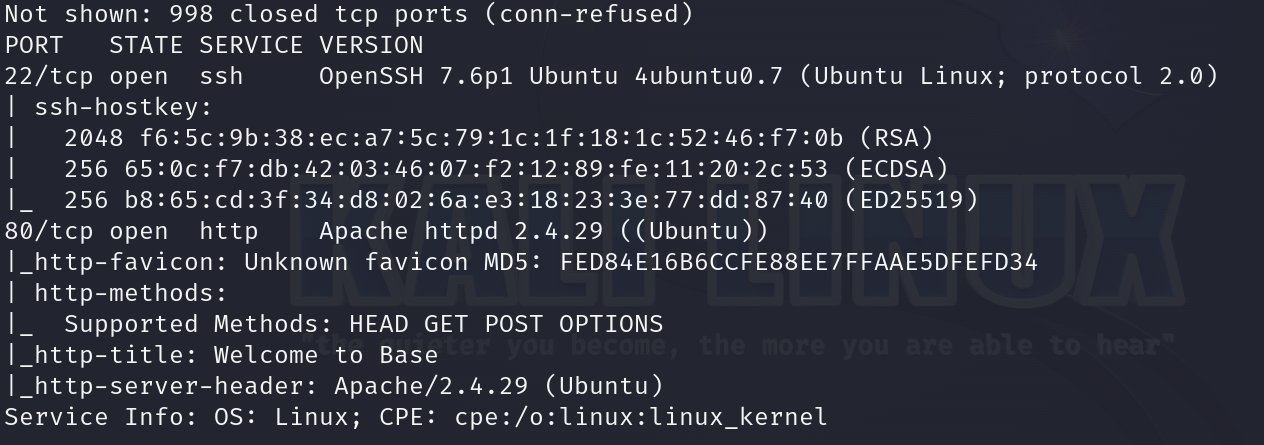 Not shown: 998 closed tcp ports (conn-refused)
PORT   STATE SERVICE VERSION
22/tcp open  ssh     OpenSSH 7.6p1 Ubuntu 4ubuntu0.7 (Ubuntu Linux; protocol 2.0)
| ssh-hostkey:
|   2048 f6:5c:9b:38:ec:a7:5c:79:1c:1f:18:1c:52:46:f7:0b (RSA)
|   256 65:0c:f7:db:42:03:46:07:f2:12:89:fe:11:20:2c:53 (ECDSA)
|_  256 b8:65:cd:3f:34:d8:02:6a:e3:18:23:3e:77:dd:87:40 (ED25519)
80/tcp open  http    Apache httpd 2.4.29 ((Ubuntu))
|_http-favicon: Unknown favicon MD5: FED84E16B6CCFE88EE7FFAAE5DFEFD34
| http-methods:
|_  Supported Methods: HEAD GET POST OPTIONS
|_http-title: Welcome to Base
|_http-server-header: Apache/2.4.29 (Ubuntu)
Service Info: OS: Linux; CPE: cpe:/o:linux:linux_kernel
KALI LINUX
"the quieter you become, the more you are able to hear"